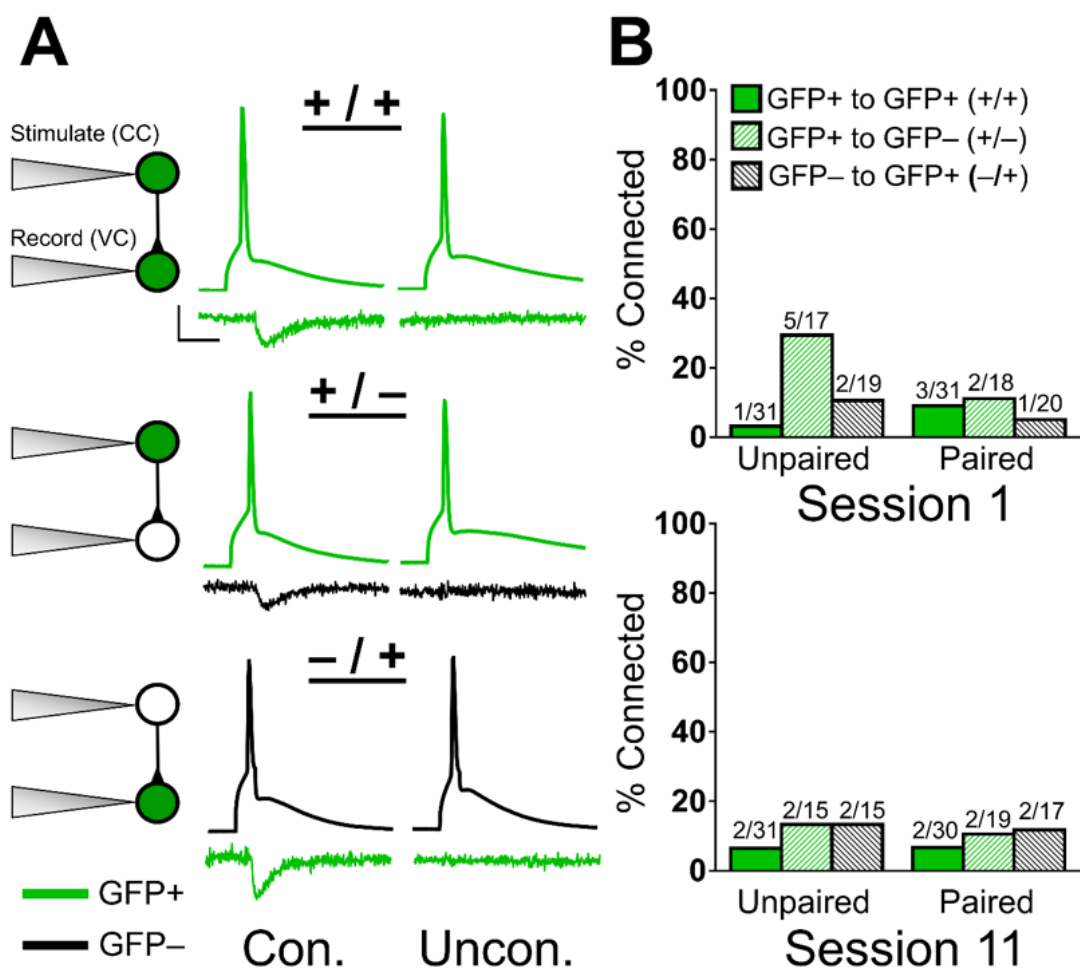 A
+ / +
Stimulate (CC)
Record (VC)
+ / –
– / +
GFP+
GFP–
Con.
Uncon.
B
100
80
60
40
20
0
% Connected
GFP+ to GFP+ (+/+)
GFP+ to GFP– (+/–)
GFP– to GFP+ (–/+)
1/31
5/17
2/19
3/31
2/18
1/20
Unpaired
Paired
Session 1
100
80
60
40
20
0
% Connected
2/31
2/15
2/15
2/30
2/19
2/17
Unpaired
Paired
Session 11